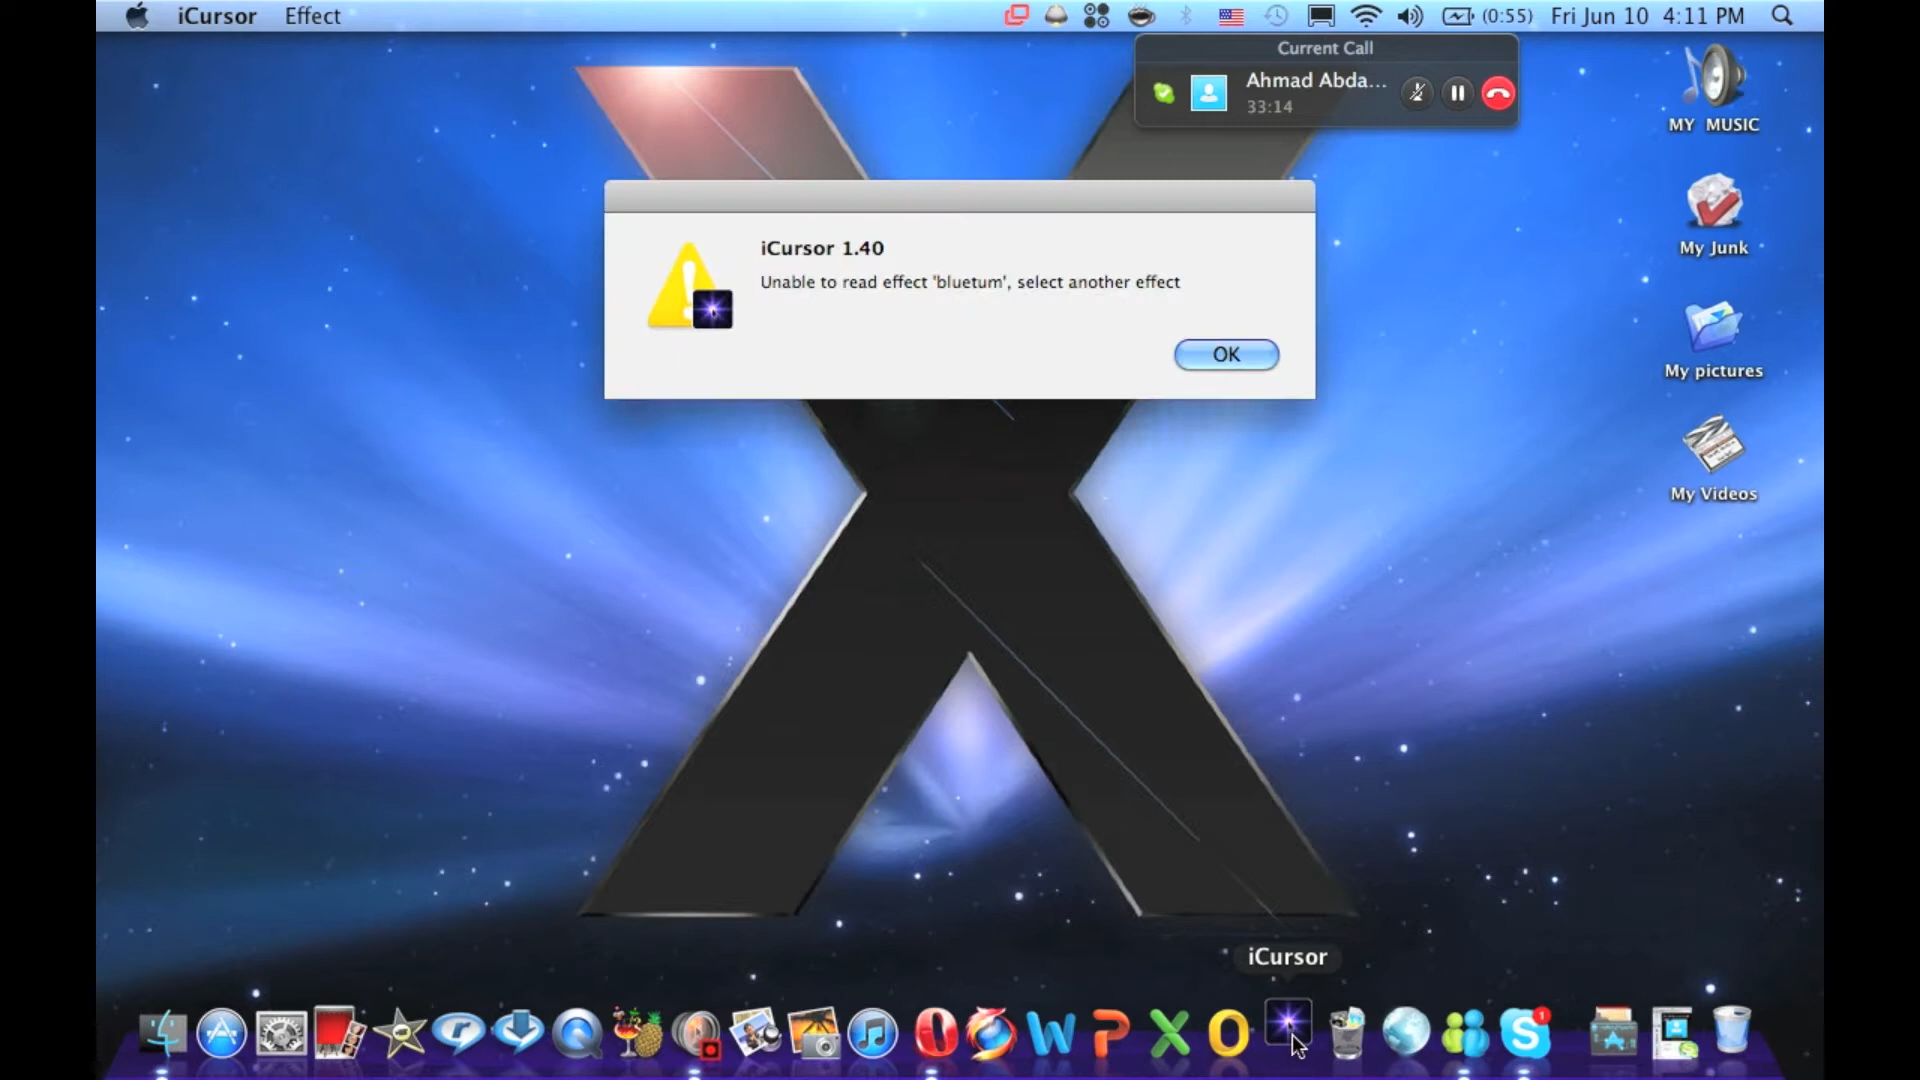 iCursor Effect (0:55) Fri Jun 10 4:11 PM
Current Call
Ahmad Abda...
33:14
MY MUSIC
My Junk
My pictures
My Videos
iCursor 1.40
Unable to read effect 'bluetum', select another effect
OK
iCursor
1